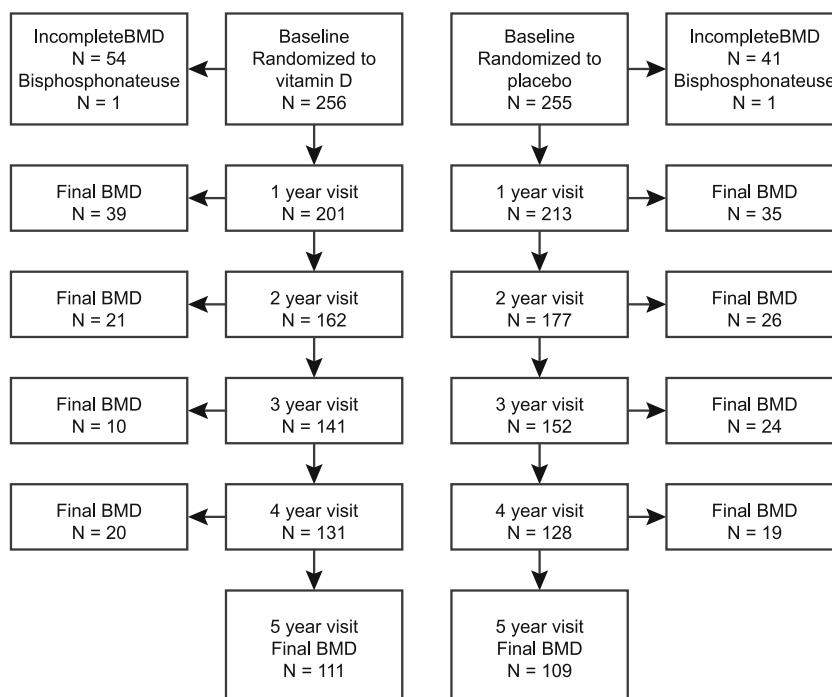 IncompleteBMD
N = 54
Bisphosphonateuse
N = 1
Baseline
Randomized to
vitamin D
N = 256
Baseline
Randomized to
placebo
N = 255
IncompleteBMD
N = 41
Bisphosphonateuse
N = 1
Final BMD
N = 39
1 year visit
N = 201
1 year visit
N = 213
Final BMD
N = 35
Final BMD
N = 21
2 year visit
N = 162
2 year visit
N = 177
Final BMD
N = 26
Final BMD
N = 10
3 year visit
N = 141
3 year visit
N = 152
Final BMD
N = 24
Final BMD
N = 20
4 year visit
N = 131
4 year visit
N = 128
Final BMD
N = 19
5 year visit
Final BMD
N = 111
5 year visit
Final BMD
N = 109